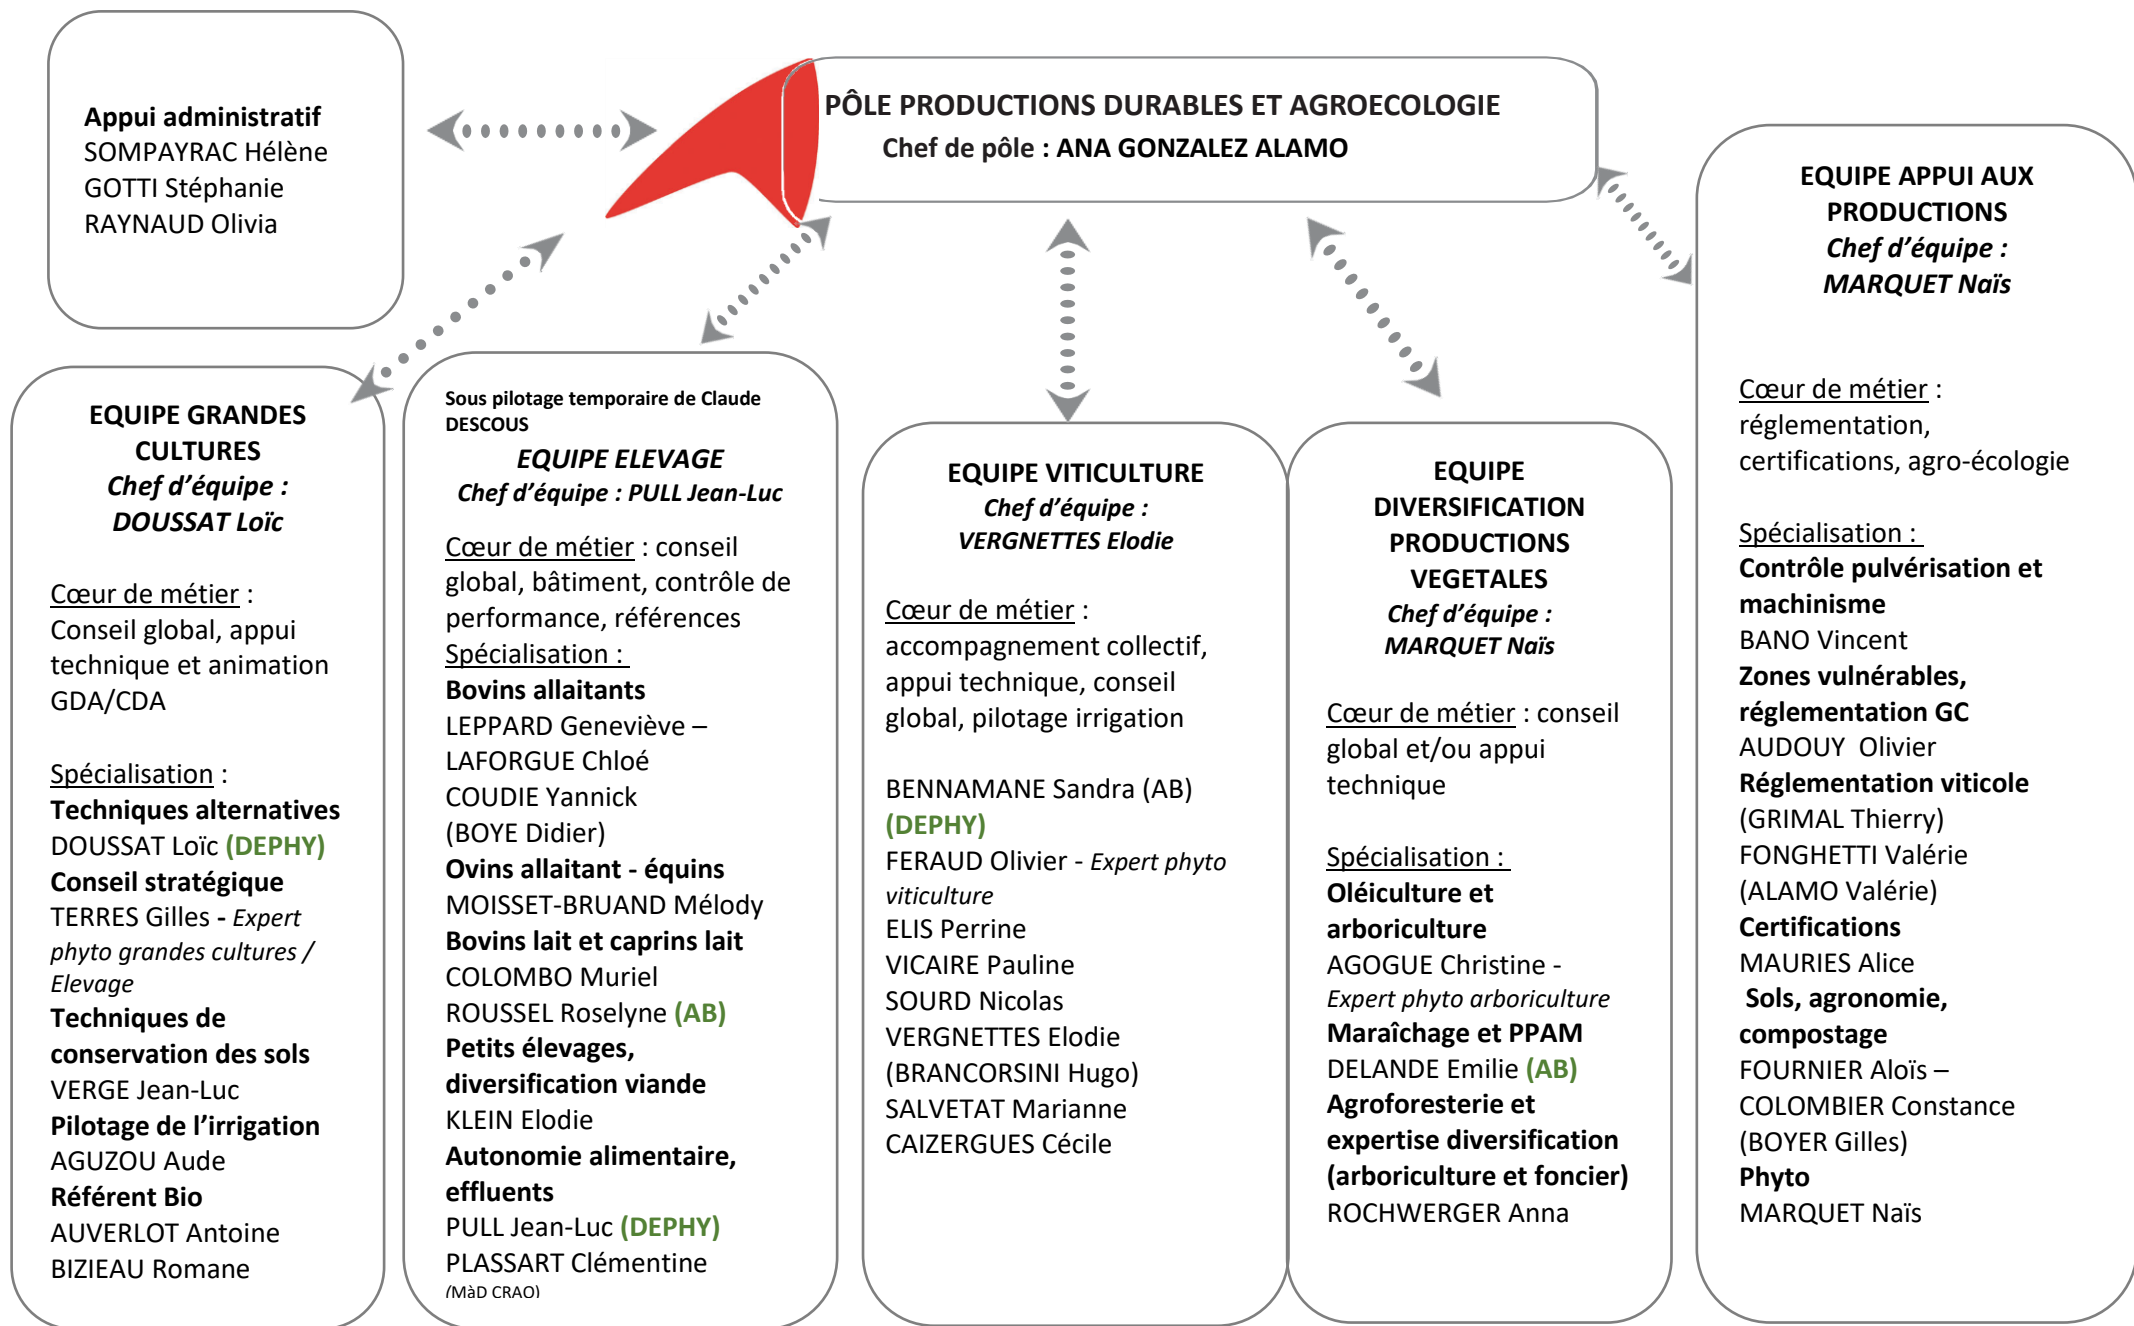 Appui administratif
SOMPAYRAC Hélène
GOTTI Stéphanie
RAYNAUD Olivia
PÔLE PRODUCTIONS DURABLES ET AGROECOLOGIE
Chef de pôle : ANA GONZALEZ ALAMO
EQUIPE GRANDES
CULTURES
Chef d’équipe :
DOUSSAT Loïc
Cœur de métier :
Conseil global, appui
technique et animation
GDA/CDA
Spécialisation :
Techniques alternatives
DOUSSAT Loïc (DEPHY)
Conseil stratégique
TERRES Gilles - Expert
phyto grandes cultures /
Elevage
Techniques de
conservation des sols
VERGE Jean-Luc
Pilotage de l’irrigation
AGUZOU Aude
Référent Bio
AUVERLOT Antoine
BIZIEAU Romane
Sous pilotage temporaire de Claude
DESCOUS
EQUIPE ELEVAGE
Chef d’équipe : PULL Jean-Luc
Cœur de métier : conseil
global, bâtiment, contrôle de
performance, références
Spécialisation :
Bovins allaitants
LEPPARD Geneviève –
LAFORGUE Chloé
COUDIE Yannick
(BOYE Didier)
Ovins allaitant - équins
MOISSET-BRUAND Mélody
Bovins lait et caprins lait
COLOMBO Muriel
ROUSSEL Roselyne (AB)
Petits élevages,
diversification viande
KLEIN Elodie
Autonomie alimentaire,
effluents
PULL Jean-Luc (DEPHY)
PLASSART Clémentine
(MàD CRAO)
EQUIPE VITICULTURE
Chef d’équipe :
VERGNETTES Elodie
Cœur de métier :
accompagnement collectif,
appui technique, conseil
global, pilotage irrigation
BENNAMANE Sandra (AB)
(DEPHY)
FERAUD Olivier - Expert phyto
viticulture
ELIS Perrine
VICAIRE Pauline
SOURD Nicolas
VERGNETTES Elodie
(BRANCORSINI Hugo)
SALVETAT Marianne
CAIZERGUES Cécile
EQUIPE
DIVERSIFICATION
PRODUCTIONS
VEGETALES
Chef d’équipe :
MARQUET Naïs
Cœur de métier : conseil
global et/ou appui
technique
Spécialisation :
Oléiculture et
arboriculture
AGOGUE Christine -
Expert phyto arboriculture
Maraîchage et PPAM
DELANDE Emilie (AB)
Agroforesterie et
expertise diversification
(arboriculture et foncier)
ROCHWERGER Anna
EQUIPE APPUI AUX
PRODUCTIONS
Chef d’équipe :
MARQUET Naïs
Cœur de métier :
réglementation,
certifications, agro-écologie
Spécialisation :
Contrôle pulvérisation et
machinisme
BANO Vincent
Zones vulnérables,
réglementation GC
AUDOUY Olivier
Réglementation viticole
(GRIMAL Thierry)
FONGHETTI Valérie
(ALAMO Valérie)
Certifications
MAURIES Alice
Sols, agronomie,
compostage
FOURNIER Aloïs –
COLOMBIER Constance
(BOYER Gilles)
Phyto
MARQUET Naïs